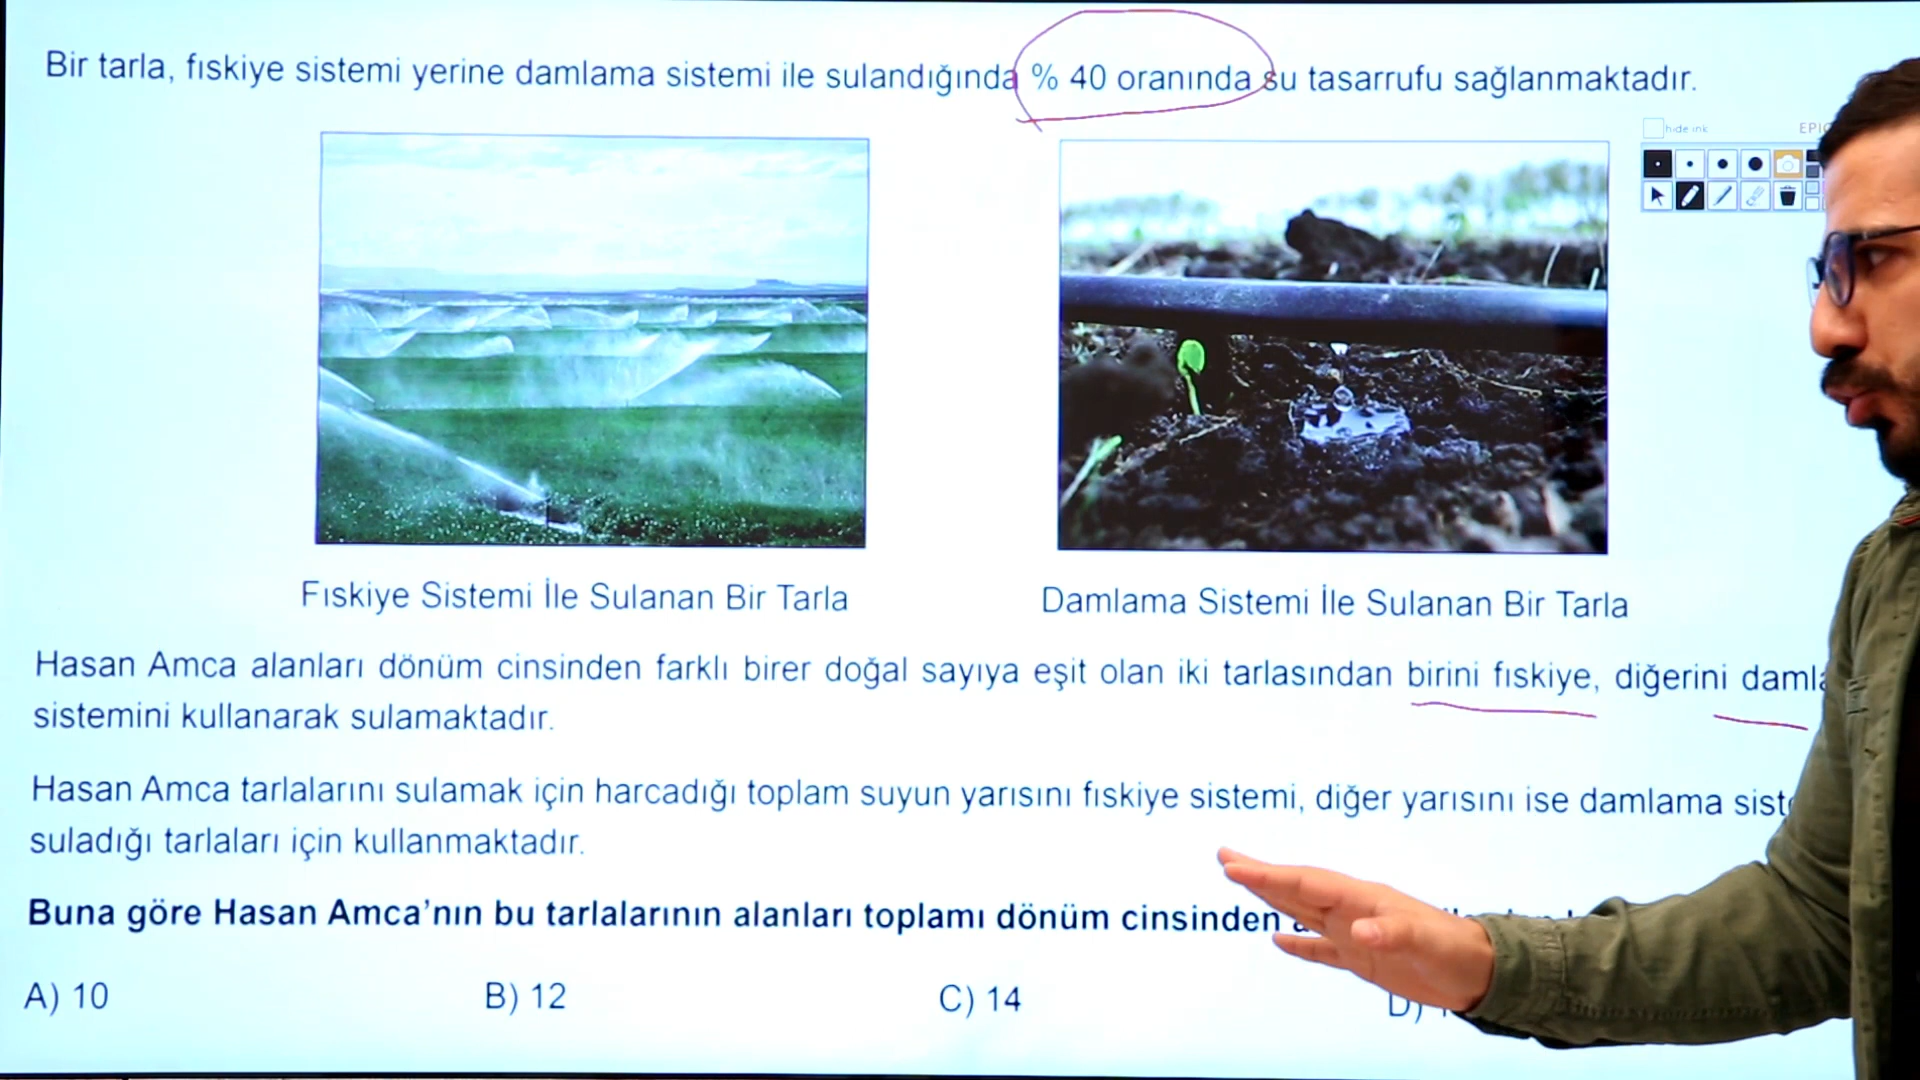 Bir tarla, fıskiye sistemi yerine damlama sistemi ile sulandığında % 40 oranında su tasarrufu sağlanmaktadır.
hide ink
Fıskiye Sistemi İle Sulanan Bir Tarla
Damlama Sistemi İle Sulanan Bir Tarla
Hasan Amca alanları dönüm cinsinden farklı birer doğal sayıya eşit olan iki tarlasından birini fıskiye, diğerini
sistemini kullanarak sulamaktadır.
Hasan Amca tarlalarını sulamak için harcadığı toplam suyun yarısını fıskiye sistemi, diğer yarısını ise damlama
suladığı tarlaları için kullanmaktadır.
Buna göre Hasan Amca'nın bu tarlalarının alanları toplamı dönüm cinsinden
A) 10
B) 12
C) 14
D)